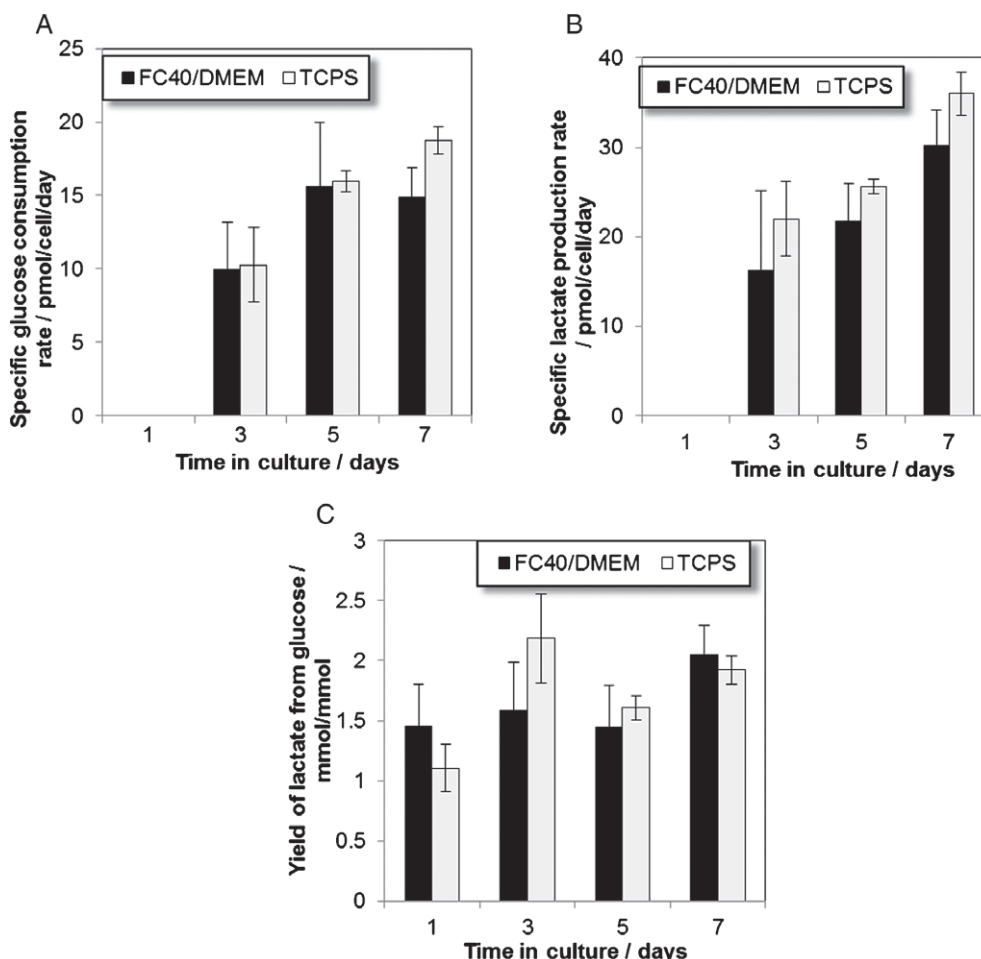 A
25
FC40/DMEM TCPS
20
15
10
5
0
Specific glucose consumption
rate / pmol/cell/day
1 3 5 7
Time in culture / days
B
40
FC40/DMEM TCPS
30
20
10
0
Specific lactate production rate
/ pmol/cell/day
1 3 5 7
Time in culture / days
C
3
FC40/DMEM TCPS
2.5
2
1.5
1
0.5
0
Yield of lactate from glucose /
mmol/mmol
1 3 5 7
Time in culture / days